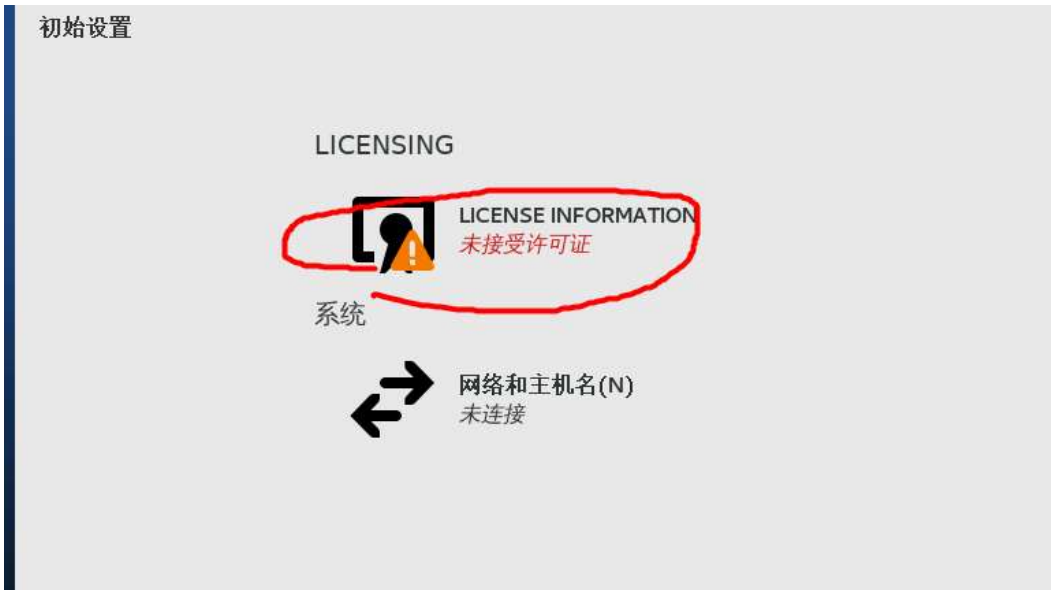 初始设置
LICENSING
LICENSE INFORMATION
未接受许可证
系统
网络和主机名(N)
未连接